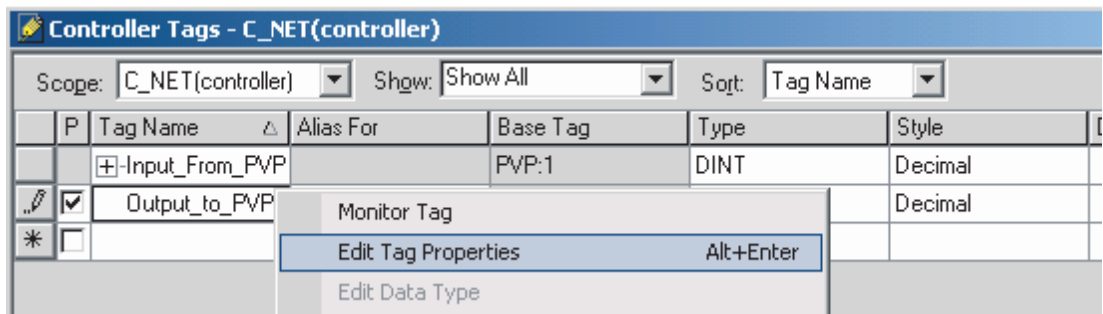 Controller Tags - C_NET(controller)
Scope: C_NET(controller) Show: Show All Sort: Tag Name
P Tag Name Alias For Base Tag Type Style
Input_From_PVP PVP:1 DINT Decimal
Output_to_PVP Decimal
Monitor Tag
Edit Tag Properties Alt+Enter
Edit Data Type